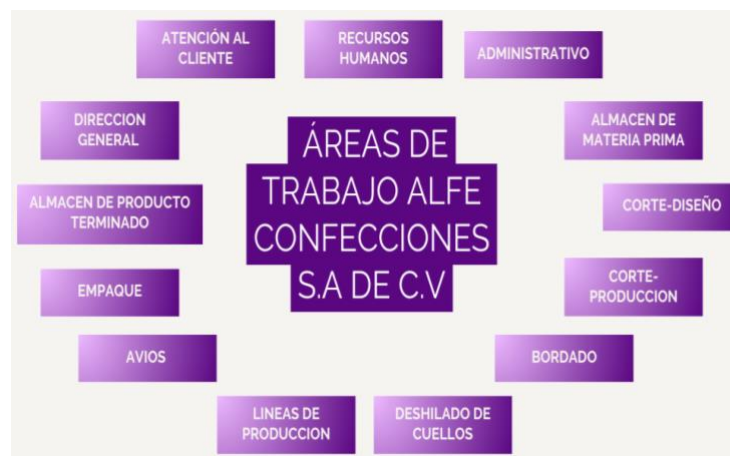 ATENCIÓN AL
CLIENTE
RECURSOS
HUMANOS
ADMINISTRATIVO
DIRECCION
GENERAL
ALMACEN DE
MATERIA PRIMA
ÁREAS DE
TRABAJO ALFE
CONFECCIONES
S.A DE C.V
ALMACEN DE PRODUCTO
TERMINADO
CORTE-DISEÑO
EMPAQUE
CORTE-
PRODUCCION
AVIOS
BORDADO
LINEAS DE
PRODUCCION
DESHILADO DE
CUELLOS